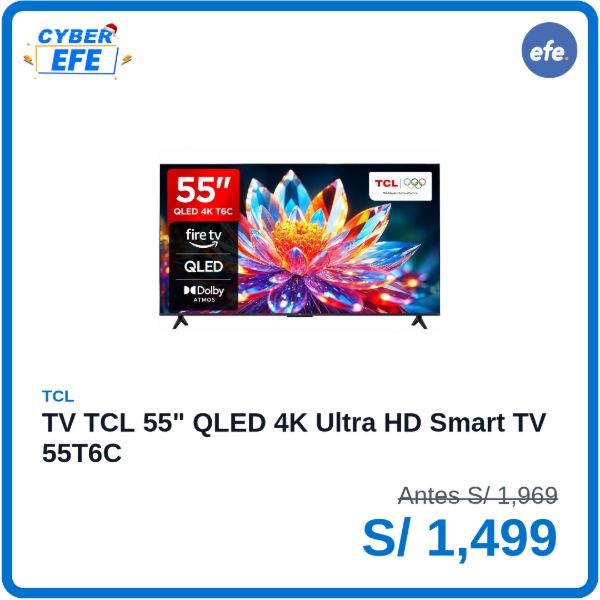 CYBER
EFE
efe.
55"
QLED 4K T6C
fire tv
QLED
Dolby
ATMOS
TCL
TCL
TV TCL 55" QLED 4K Ultra HD Smart TV
55T6C
Antes S/ 1,969
S/ 1,499